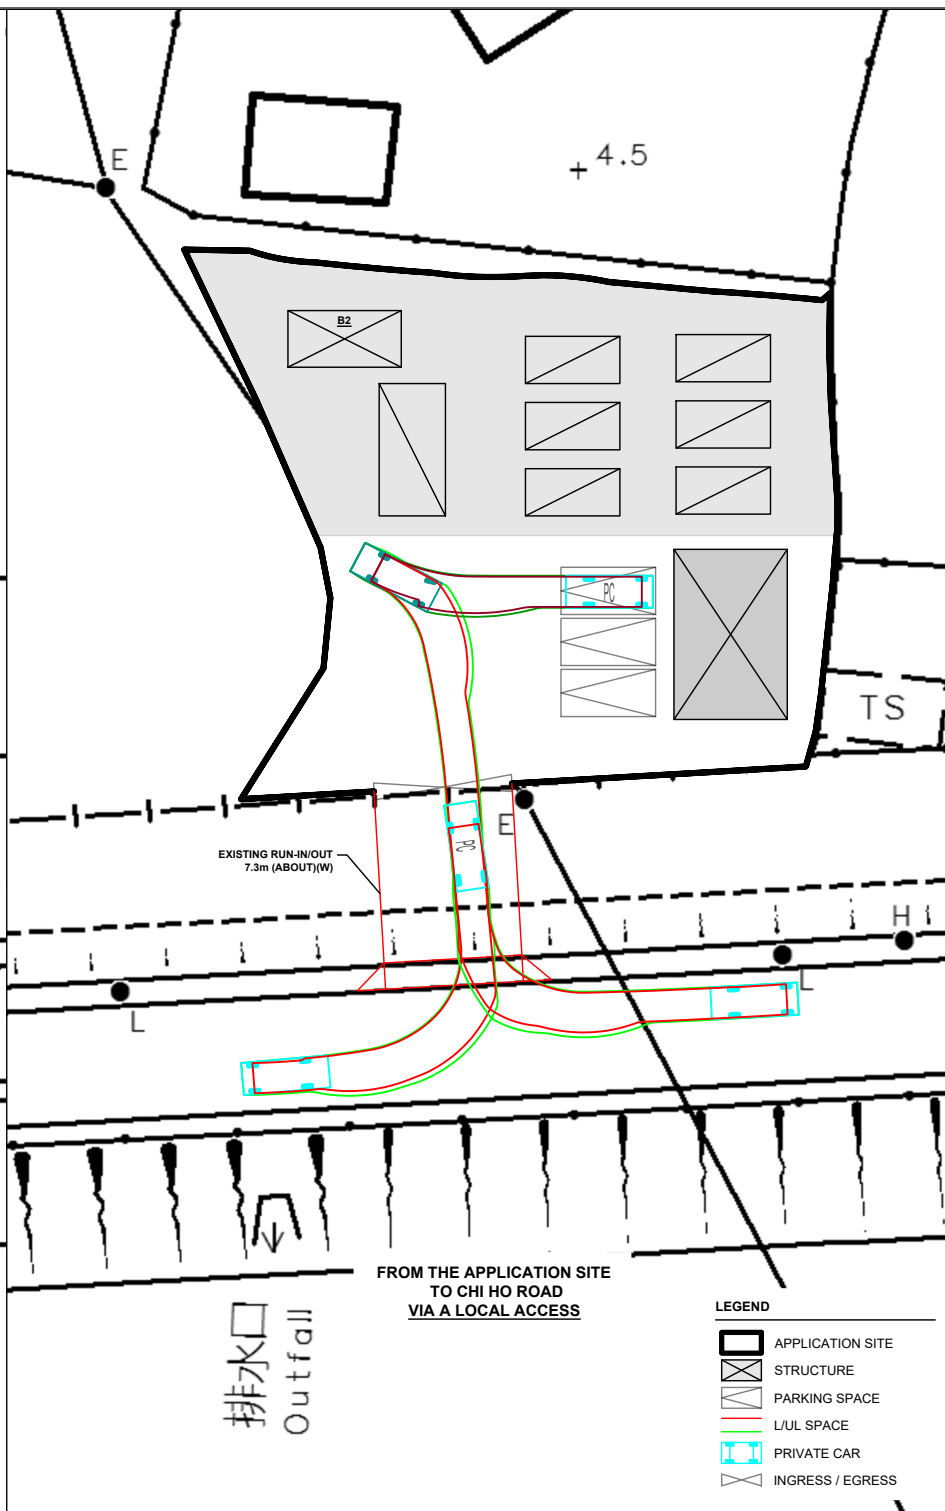 E
4.5
B2
PC
TS
E
PC
EXISTING RUN-IN/OUT
7.3m (ABOUT)(W)
H
L
L
FROM THE APPLICATION SITE
TO CHI HO ROAD
VIA A LOCAL ACCESS
排水口
Outfall
LEGEND
APPLICATION SITE
STRUCTURE
PARKING SPACE
L/UL SPACE
PRIVATE CAR
INGRESS / EGRESS